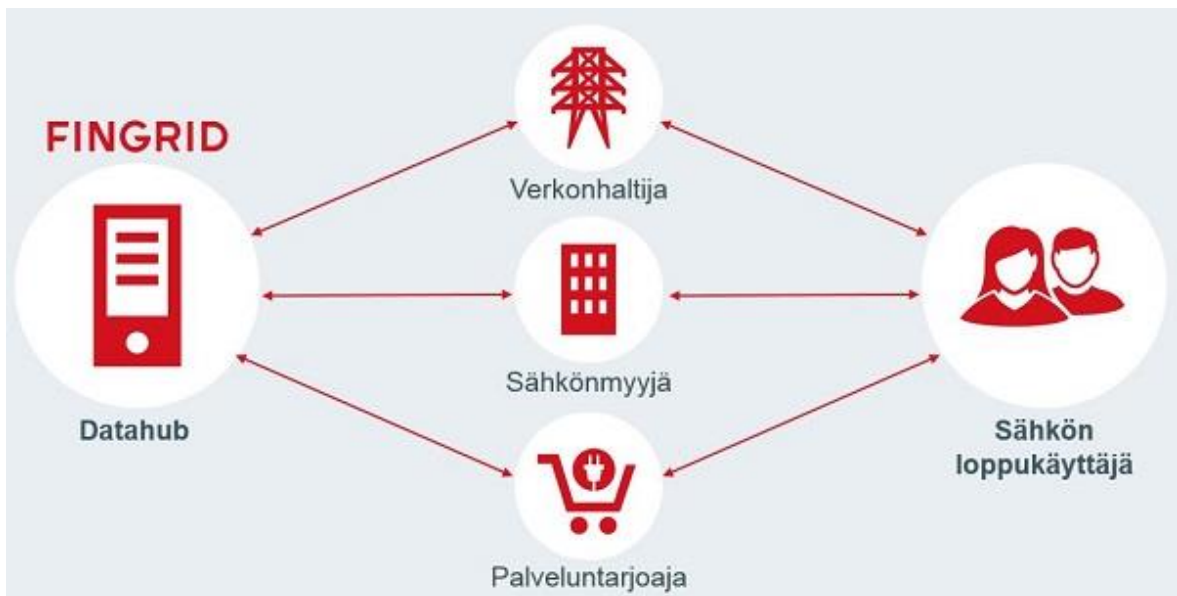 FINGRID
Datahub
Verkonhaltija
Sähkönmyyjä
Palveluntarjoaja
Sähkön
loppukäyttäjä